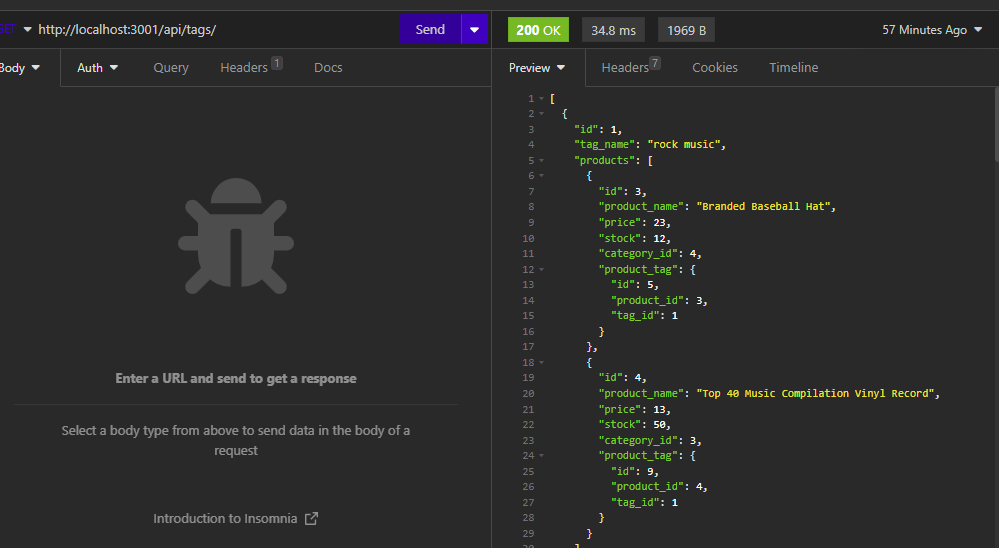 GET http://localhost:3001/api/tags/ Send 200 OK 34.8 ms 1969 B 57 Minutes Ago
Body Auth Query Headers 1 Docs
Preview Headers 7 Cookies Timeline
Enter a URL and send to get a response
Select a body type from above to send data in the body of a
request
Introduction to Insomnia
1 [
2 {
3 "id": 1,
4 "tag_name": "rock music",
5 "products": [
6 {
7 "id": 3,
8 "product_name": "Branded Baseball Hat",
9 "price": 23,
10 "stock": 12,
11 "category_id": 4,
12 "product_tag": {
13 "id": 5,
14 "product_id": 3,
15 "tag_id": 1
16 }
17 },
18 {
19 "id": 4,
20 "product_name": "Top 40 Music Compilation Vinyl Record",
21 "price": 13,
22 "stock": 50,
23 "category_id": 3,
24 "product_tag": {
25 "id": 9,
26 "product_id": 4,
27 "tag_id": 1
28 }
29 }